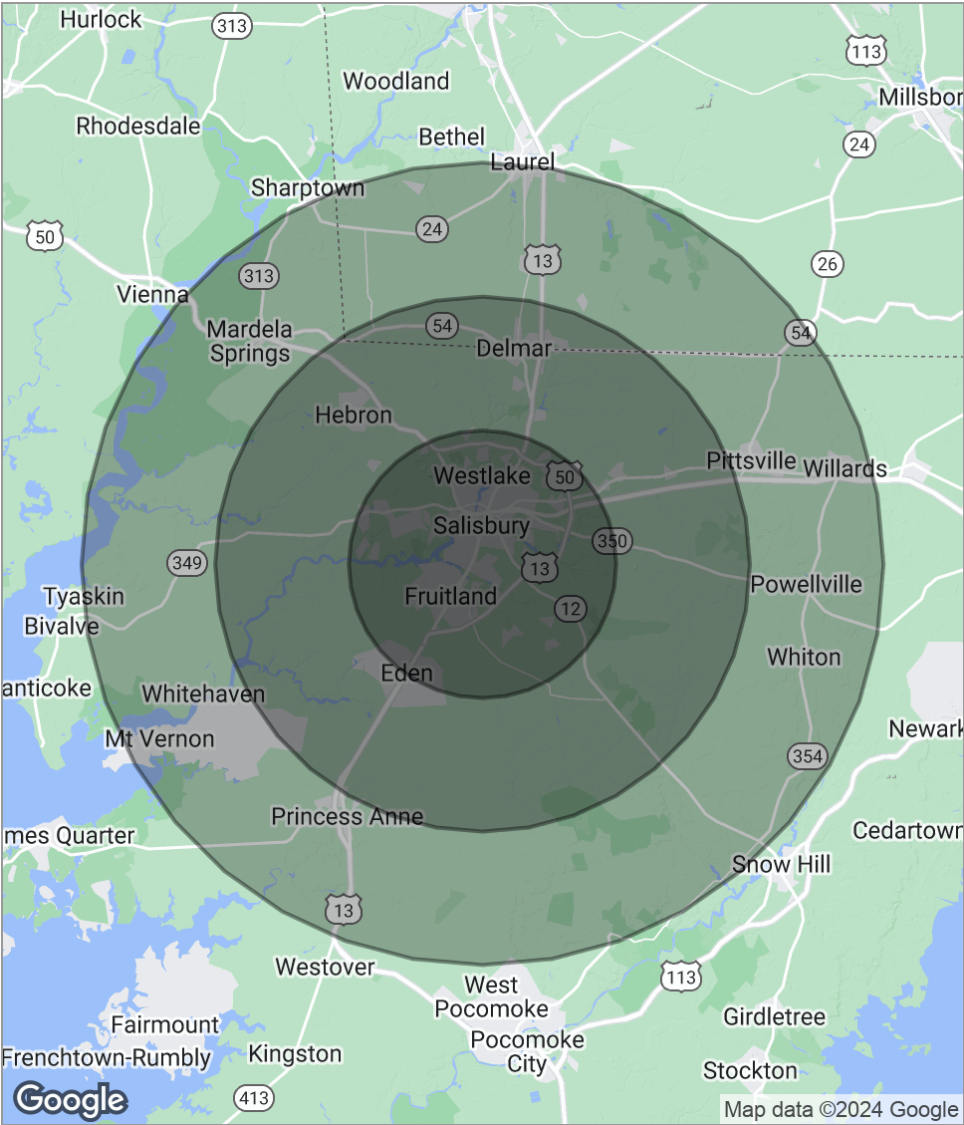 Hurlock
313
113
Woodland
Millsbor
Rhodesdale
Bethel
24
Laurel
Sharptown
24
50
13
26
313
Vienna
Mardela
Springs
54
54
Delmar
Hebron
Pittsville
Willards
Westlake
50
Salisbury
350
349
13
Powellville
Tyaskin
Fruitland
12
Bivalve
Whiton
Eden
anticoke
Whitehaven
Newark
Mt Vernon
354
Princess Anne
mes Quarter
Cedartown
Snow Hill
13
Westover
113
West
Pocomoke
Girdletree
Fairmount
Pocomoke
City
Kingston
Frenchtown-Rumbly
Stockton
413
Google
Map data ©2024 Google